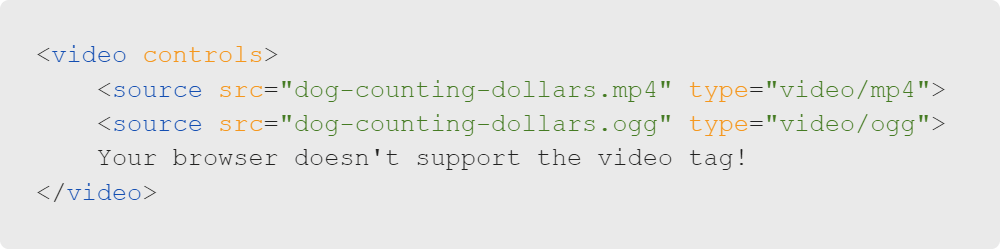 <video controls>
    <source src="dog-counting-dollars.mp4" type="video/mp4">
    <source src="dog-counting-dollars.ogg" type="video/ogg">
    Your browser doesn't support the video tag!
</video>